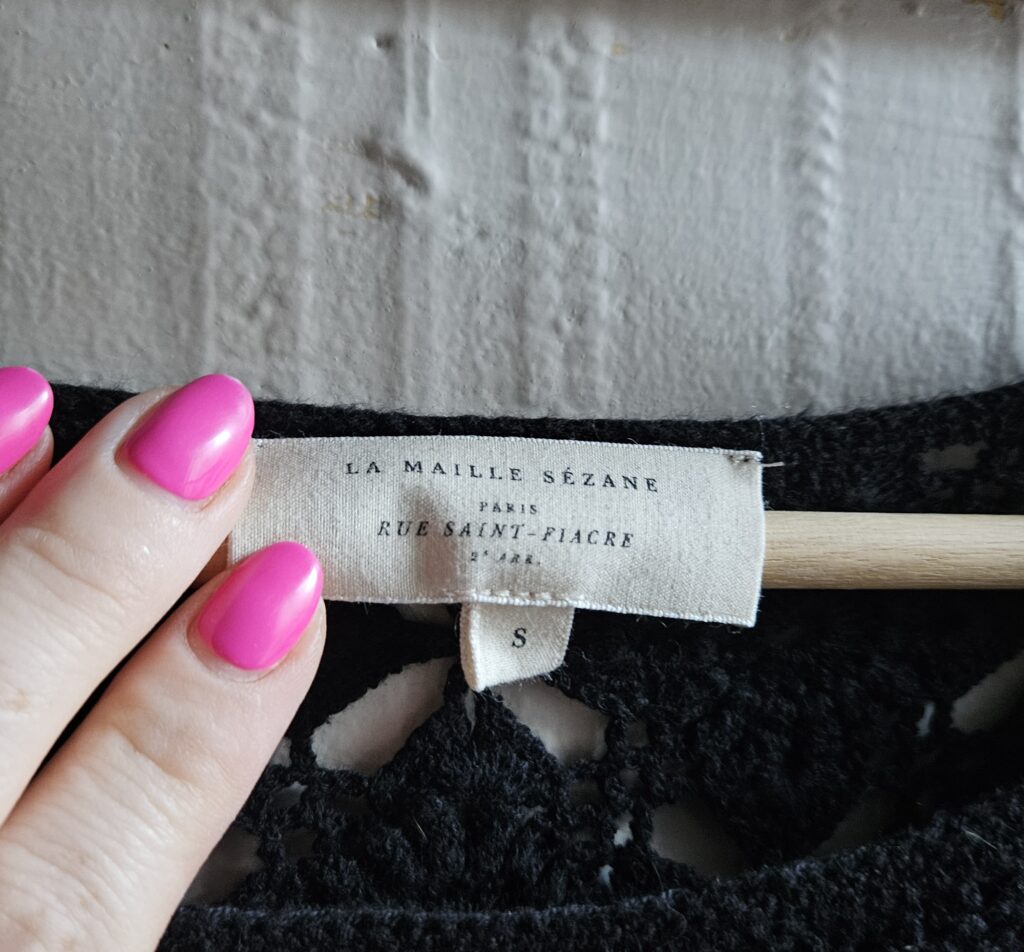 LA MAILLE SÉZANE
PARIS
RUE SAINT-FIACRE
2e ARR.
S